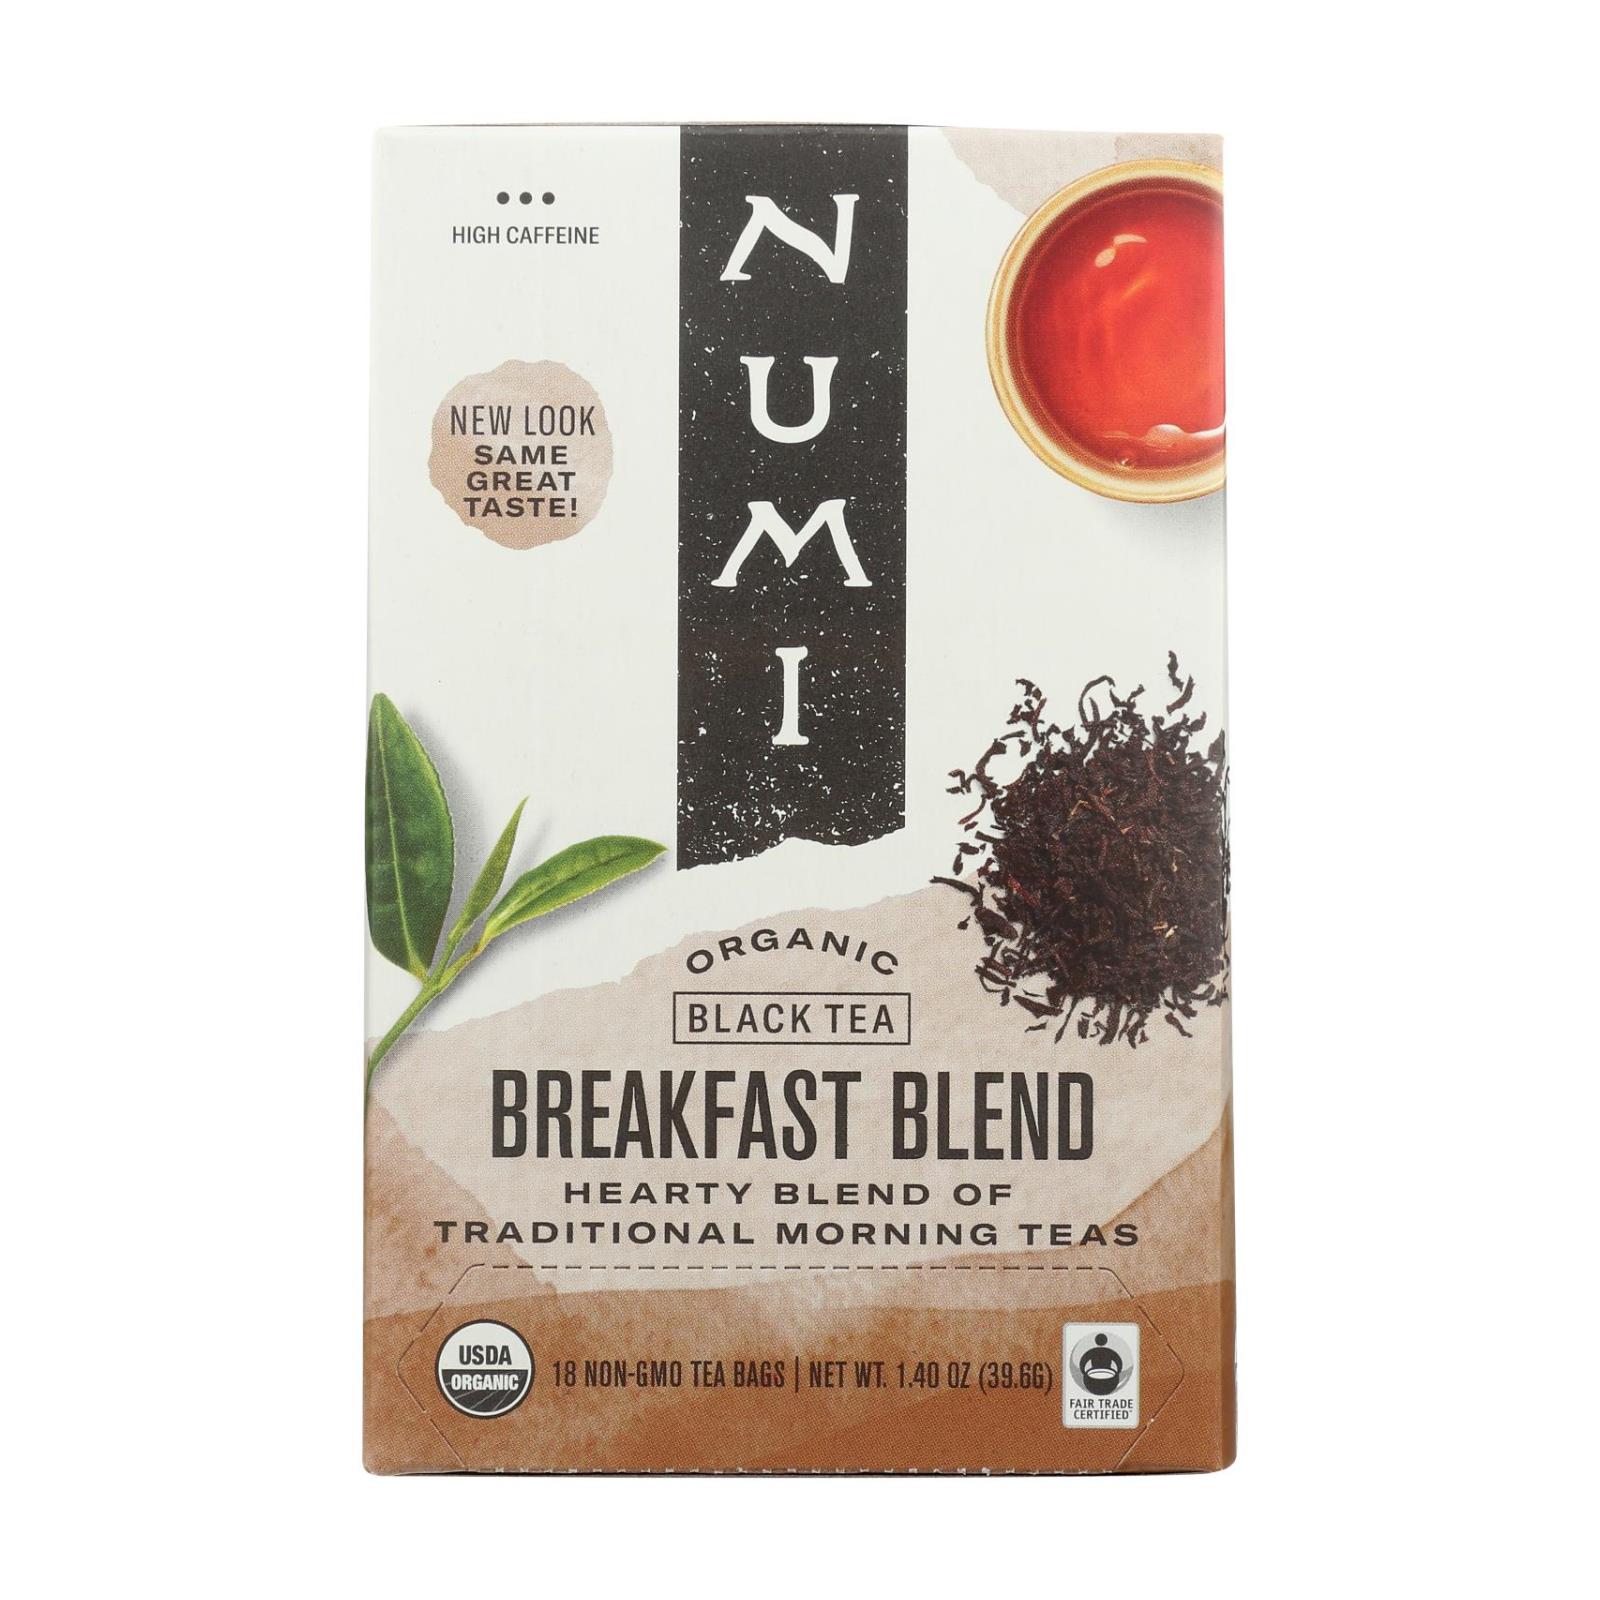 HIGH CAFFEINE
NUMI
NEW LOOK
SAME
GREAT
TASTE!
ORGANIC
BLACK TEA
BREAKFAST BLEND
HEARTY BLEND OF
TRADITIONAL MORNING TEAS
USDA
ORGANIC
18 NON-GMO TEA BAGS | NET WT. 1.40 OZ (39.6G)
FAIR TRADE
CERTIFIED™